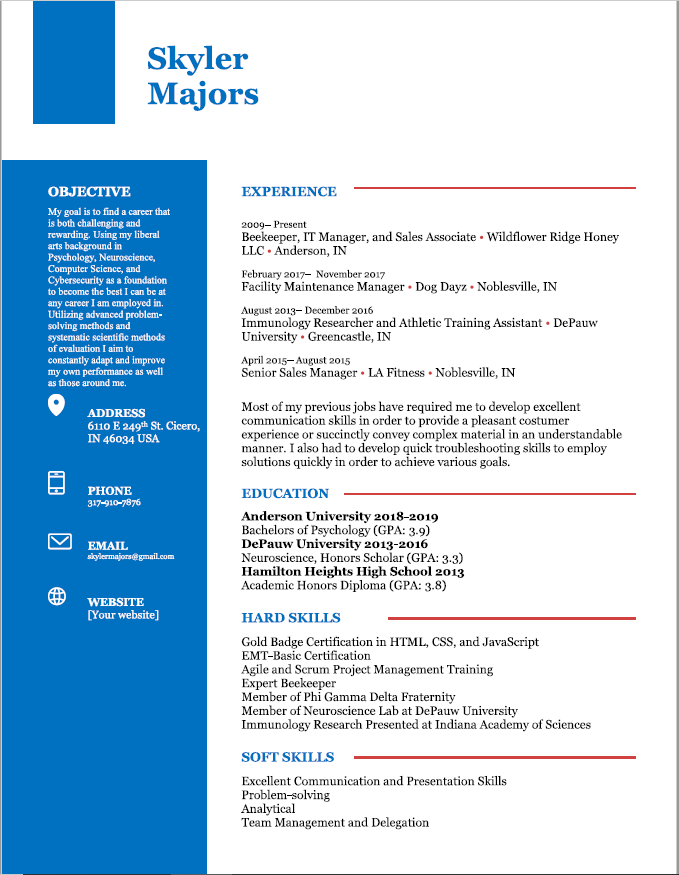 Skyler
Majors
OBJECTIVE
My goal is to find a career that
is both challenging and
rewarding. Using my liberal
arts background in
Psychology, Neuroscience,
Computer Science, and
Cybersecurity as a foundation
to become the best I can be at
any career I am employed in.
Utilizing advanced problem-
solving methods and
systematic scientific methods
of evaluation I aim to
constantly adapt and improve
my own performance as well
as those around me.
ADDRESS
6110 E 249th St. Cicero,
IN 46034 USA
PHONE
317-910-7876
EMAIL
skylermajors@gmail.com
WEBSITE
[Your website]
EXPERIENCE
2009– Present
Beekeeper, IT Manager, and Sales Associate • Wildflower Ridge Honey
LLC • Anderson, IN
February 2017– November 2017
Facility Maintenance Manager • Dog Dayz • Noblesville, IN
August 2013– December 2016
Immunology Researcher and Athletic Training Assistant • DePauw
University • Greencastle, IN
April 2015–August 2015
Senior Sales Manager • LA Fitness • Noblesville, IN
Most of my previous jobs have required me to develop excellent
communication skills in order to provide a pleasant costumer
experience or succinctly convey complex material in an understandable
manner. I also had to develop quick troubleshooting skills to employ
solutions quickly in order to achieve various goals.
EDUCATION
Anderson University 2018-2019
Bachelors of Psychology (GPA: 3.9)
DePauw University 2013-2016
Neuroscience, Honors Scholar (GPA: 3.3)
Hamilton Heights High School 2013
Academic Honors Diploma (GPA: 3.8)
HARD SKILLS
Gold Badge Certification in HTML, CSS, and JavaScript
EMT-Basic Certification
Agile and Scrum Project Management Training
Expert Beekeeper
Member of Phi Gamma Delta Fraternity
Member of Neuroscience Lab at DePauw University
Immunology Research Presented at Indiana Academy of Sciences
SOFT SKILLS
Excellent Communication and Presentation Skills
Problem-solving
Analytical
Team Management and Delegation